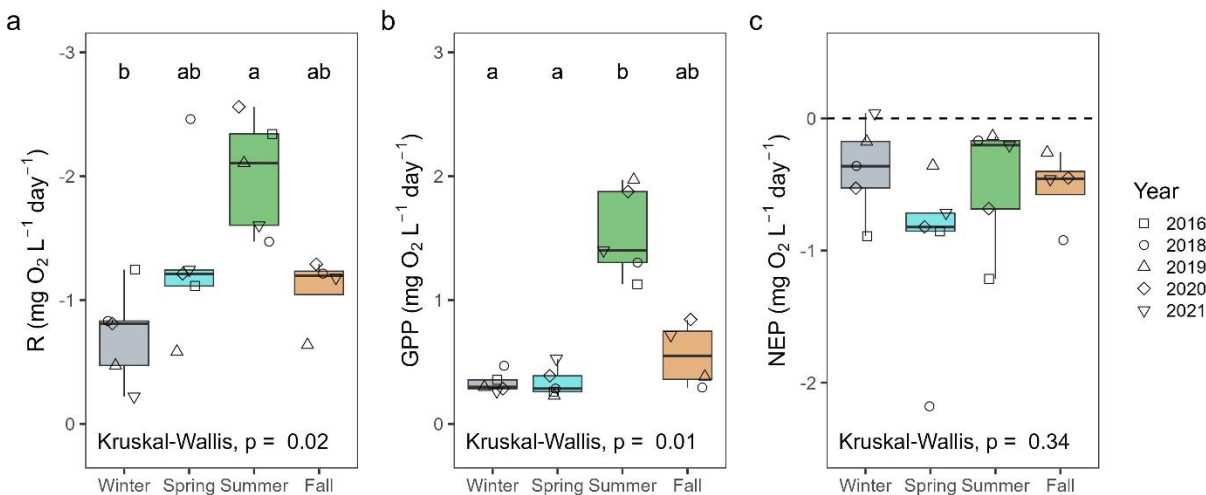 a
b
c
-3
-2
-1
0
R (mg O₂ L⁻¹ day⁻¹)
b ab a ab
Kruskal-Wallis, p = 0.02
Winter Spring Summer Fall
3
2
1
0
GPP (mg O₂ L⁻¹ day⁻¹)
a a b ab
Kruskal-Wallis, p = 0.01
Winter Spring Summer Fall
0
-1
-2
NEP (mg O₂ L⁻¹ day⁻¹)
Kruskal-Wallis, p = 0.34
Winter Spring Summer Fall
Year
2016
2018
2019
2020
2021